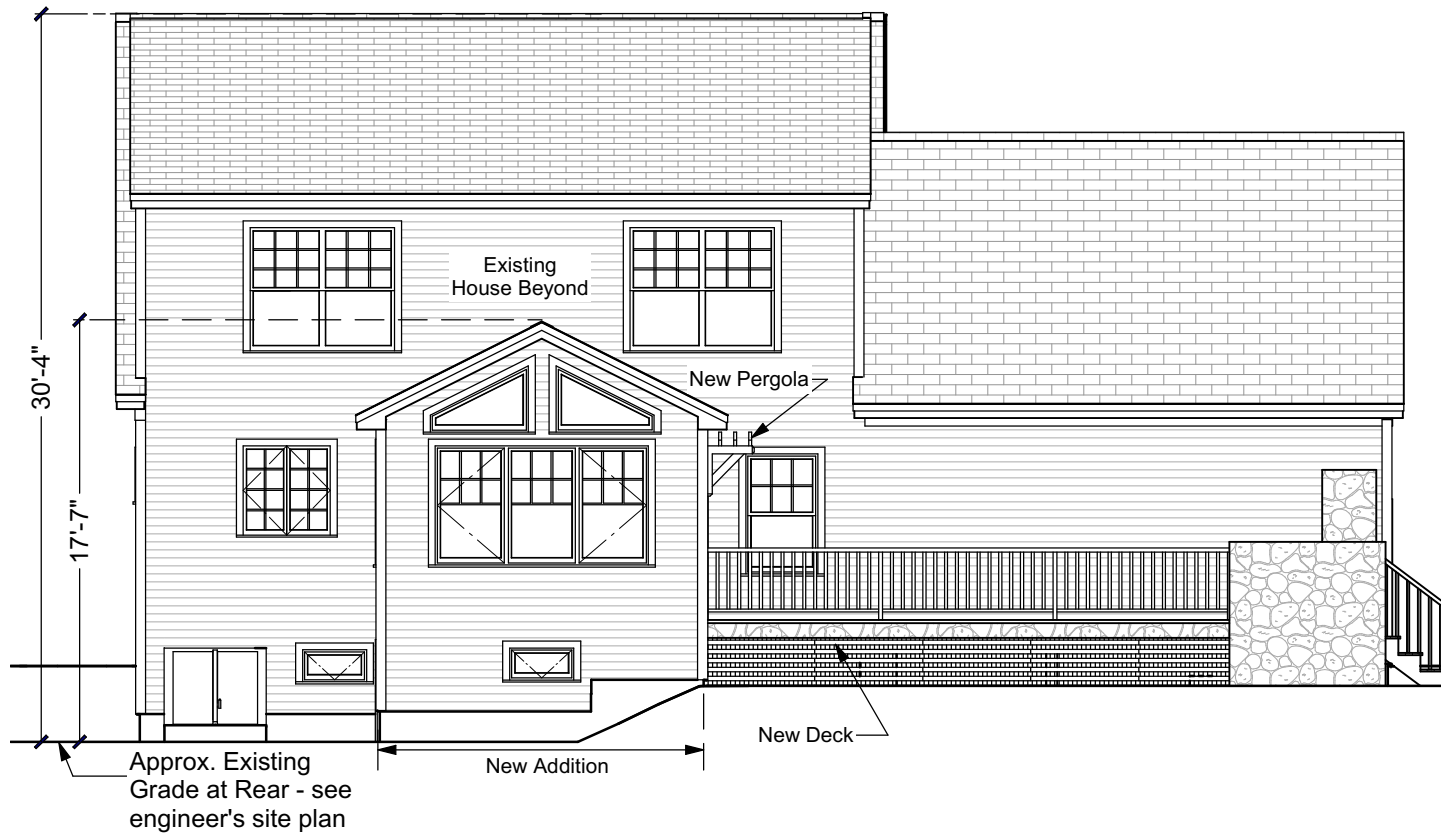 30'-4"
17'-7"
Existing
House Beyond
New Pergola
New Deck
New Addition
Approx. Existing
Grade at Rear - see
engineer's site plan